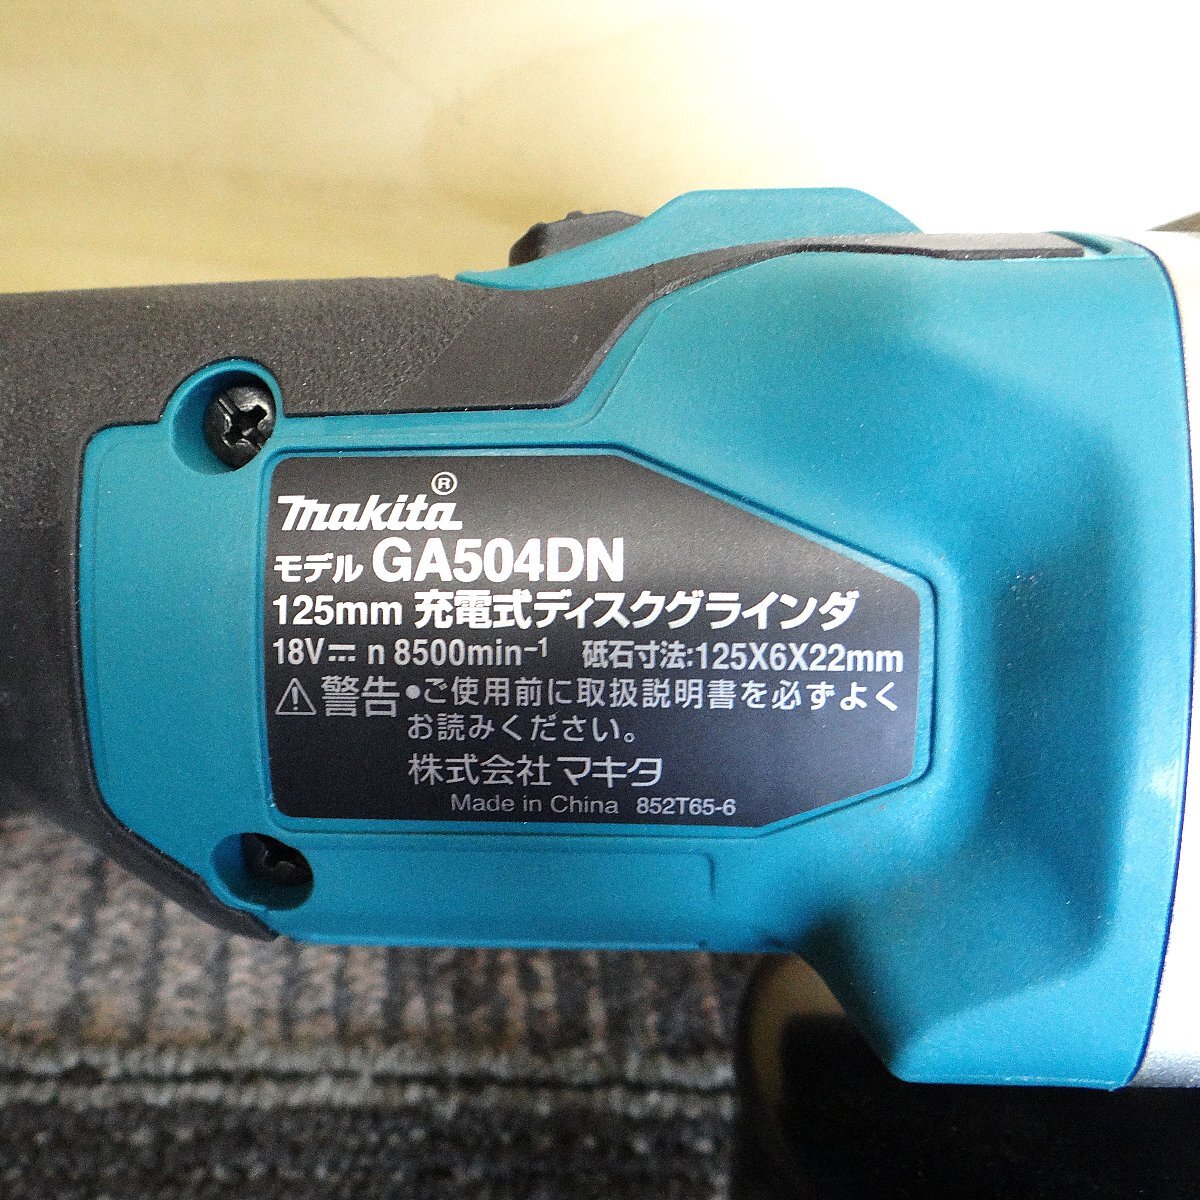 makita®
モデル GA504DN
125mm 充電式ディスクグラインダ
18V⎓ n 8500min⁻¹ 砥石寸法:125X6X22mm
⚠警告 •ご使用前に取扱説明書を必ずよく
お読みください。
株式会社マキタ
Made in China 852T65-6